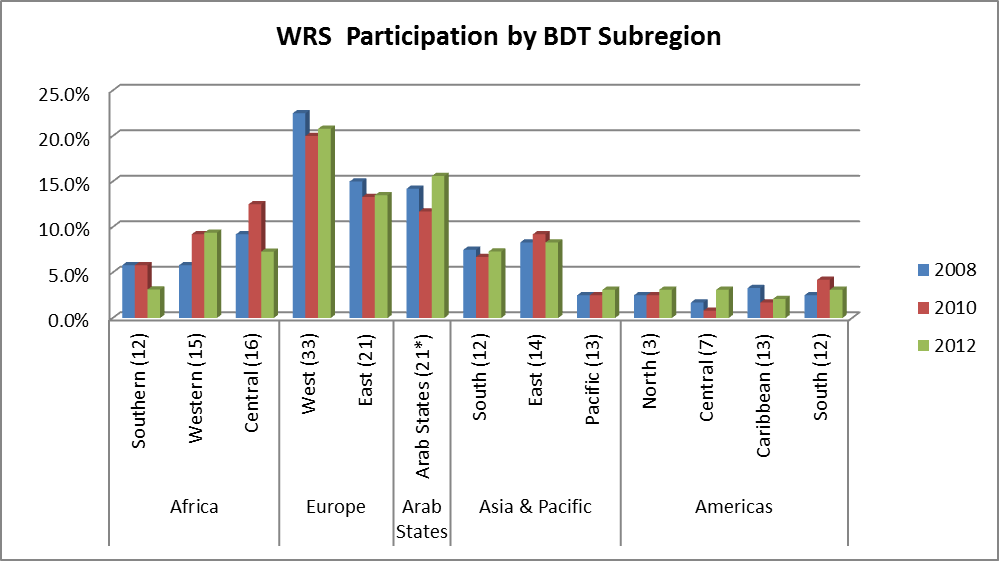 WRS  Participation by BDT Subregion
25.0%
20.0%
15.0%
10.0%
5.0%
0.0%
Southern (12)
Western (15)
Central (16)
West (33)
East (21)
Arab States (21*)
South (12)
East (14)
Pacific (13)
North (3)
Central (7)
Caribbean (13)
South (12)
Africa
Europe
Arab
States
Asia & Pacific
Americas
2008
2010
2012